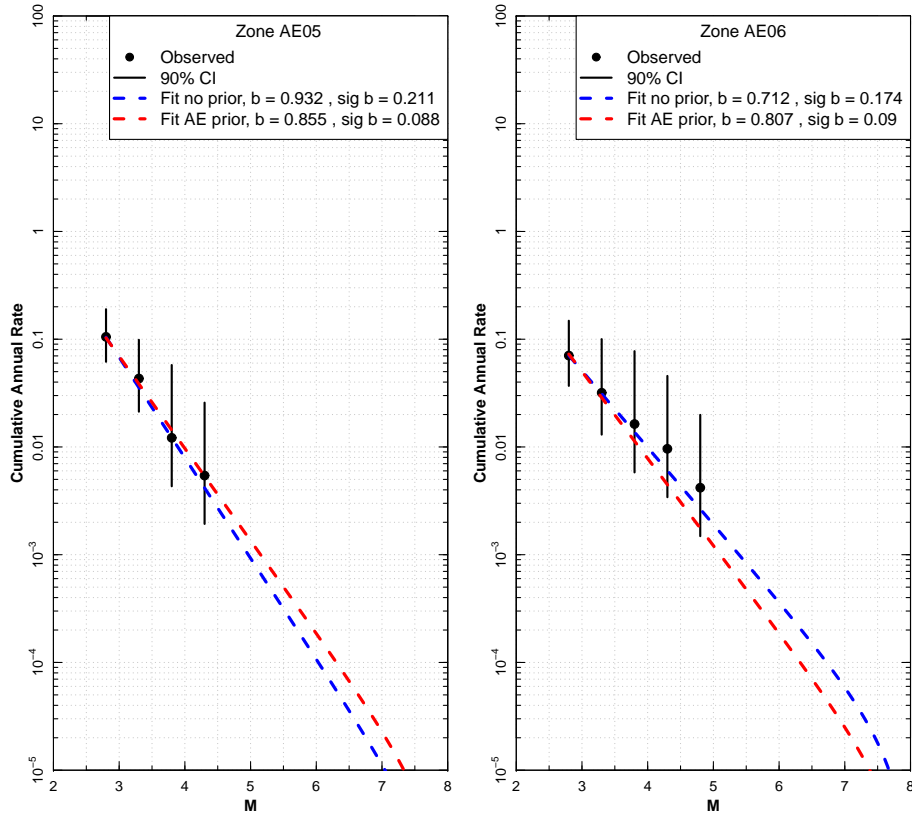 Zone AE05
Observed
90% CI
Fit no prior, b = 0.932 , sig b = 0.211
Fit AE prior, b = 0.855 , sig b = 0.088
100
10
1
0.1
0.01
10−3
10−4
10−5
Cumulative Annual Rate
2 3 4 5 6 7 8
M
Zone AE06
Observed
90% CI
Fit no prior, b = 0.712 , sig b = 0.174
Fit AE prior, b = 0.807 , sig b = 0.09
100
10
1
0.1
0.01
10−3
10−4
10−5
Cumulative Annual Rate
2 3 4 5 6 7 8
M